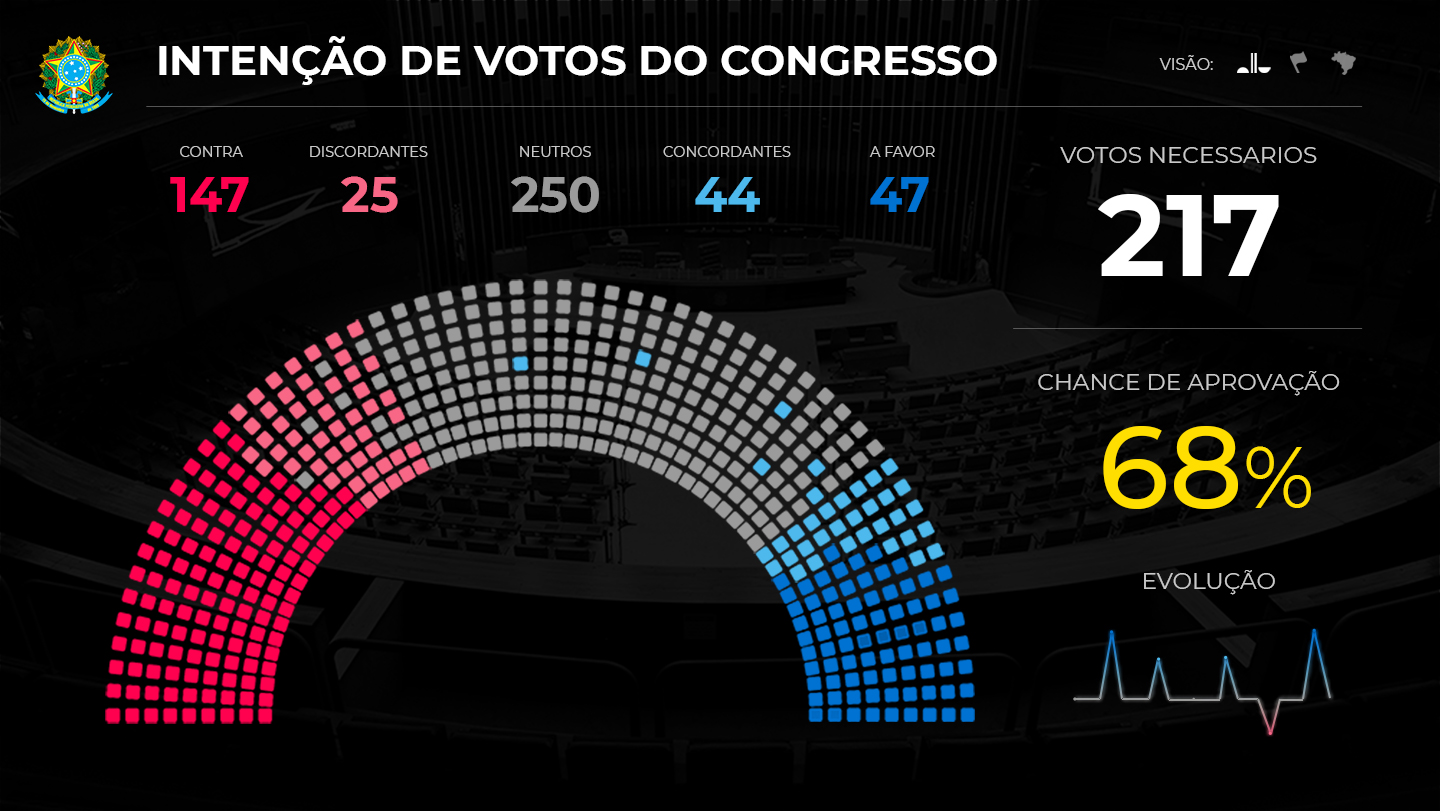 INTENÇÃO DE VOTOS DO CONGRESSO
VISÃO:
CONTRA
147
DISCORDANTES
25
NEUTROS
250
CONCORDANTES
44
A FAVOR
47
VOTOS NECESSARIOS
217
CHANCE DE APROVAÇÃO
68%
EVOLUÇÃO